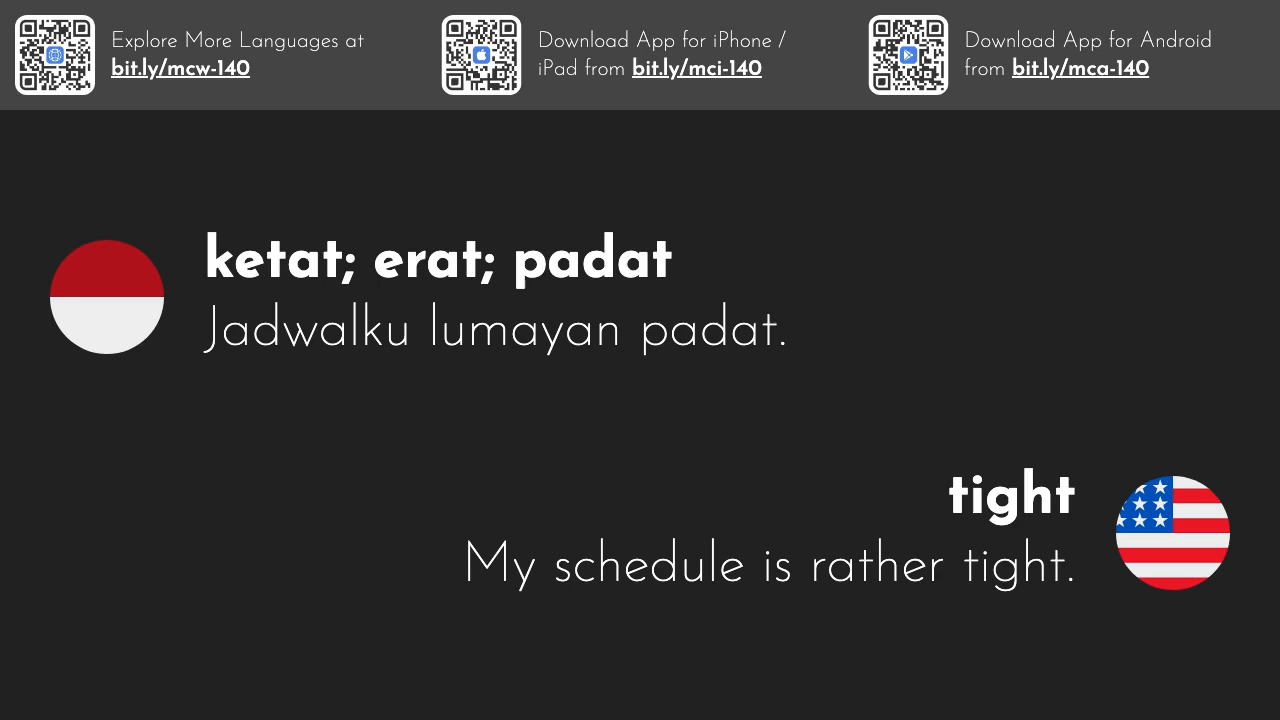 Explore More Languages at
bit.ly/mcw-140
Download App for iPhone /
iPad from bit.ly/mci-140
Download App for Android
from bit.ly/mca-140
ketat; erat; padat
Jadwalku lumayan padat.
tight
My schedule is rather tight.